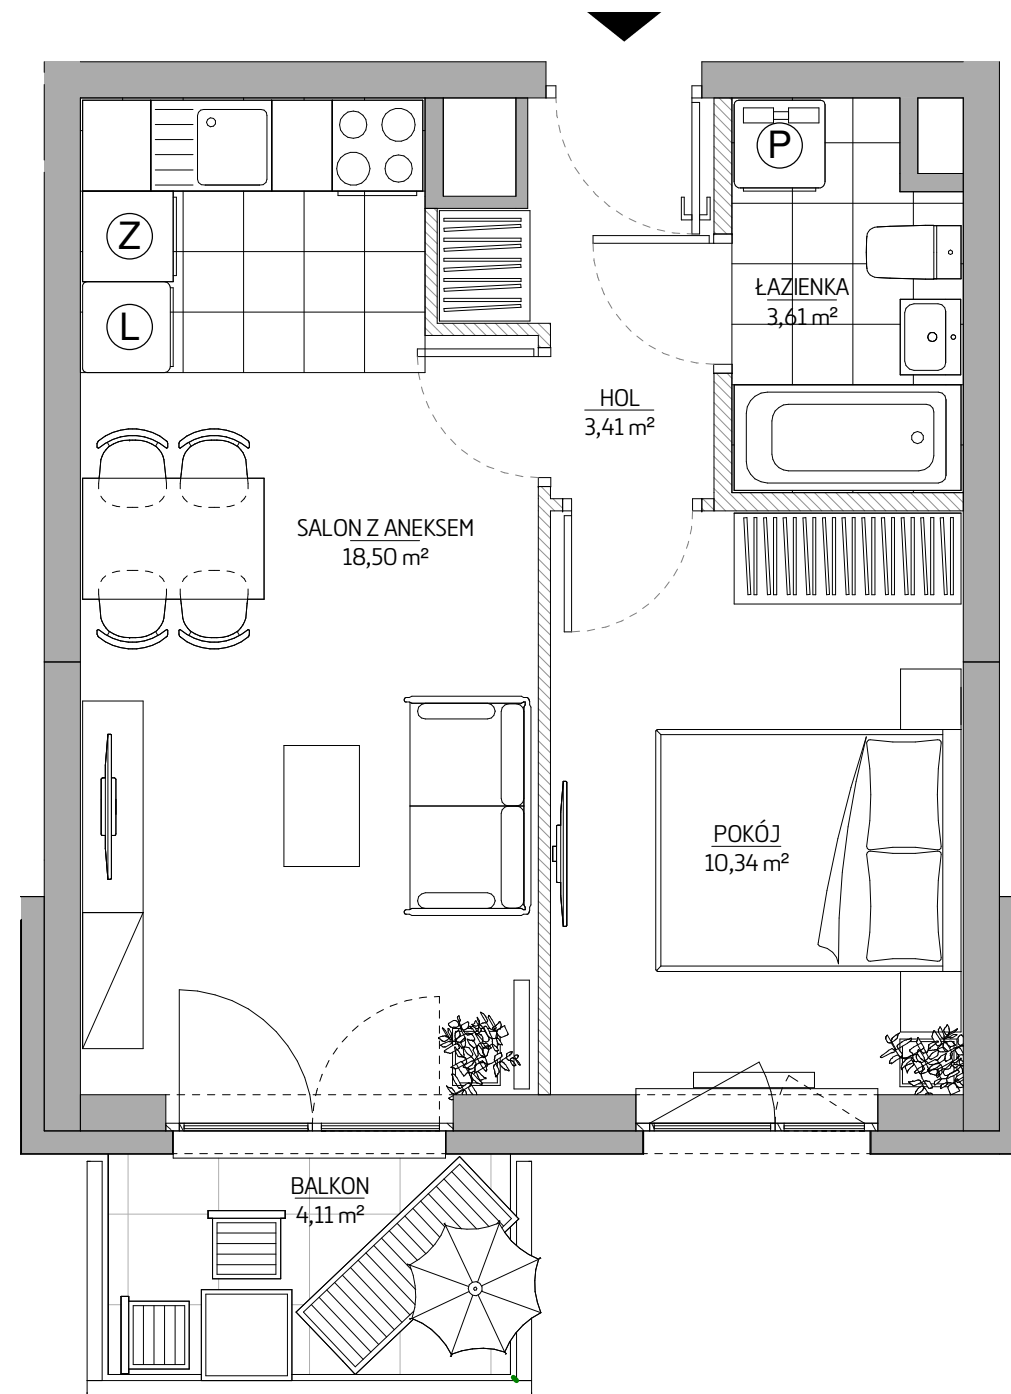 P
Z
ŁAZIENKA
3,61 m²
L
HOL
3,41 m²
SALON Z ANEKSEM
18,50 m²
POKÓJ
10,34 m²
BALKON
4,11 m²